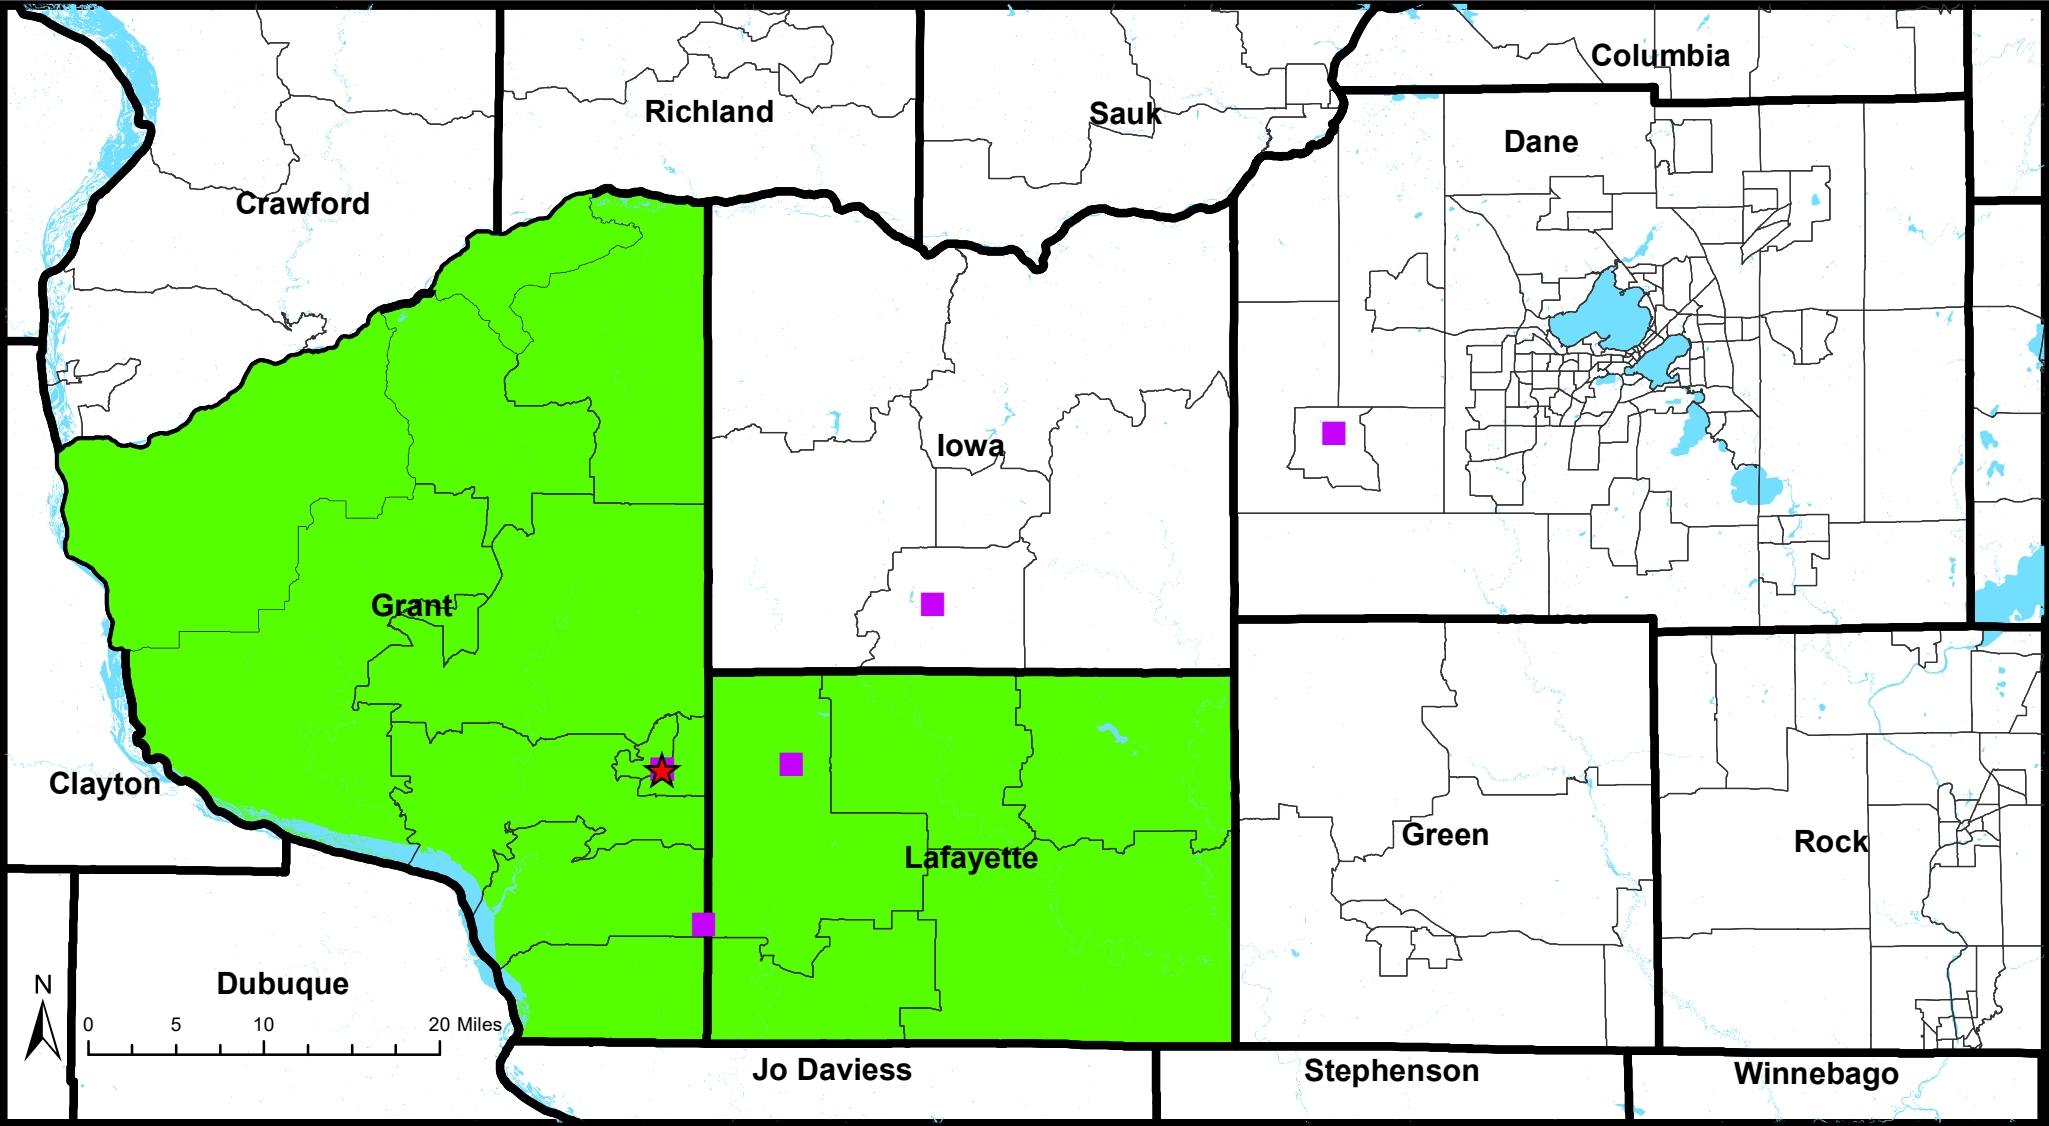 Columbia
Richland
Sauk
Dane
Crawford
Iowa
Grant
Clayton
Green
Rock
Lafayette
Dubuque
N
0 5 10 20 Miles
Jo Daviess
Stephenson
Winnebago